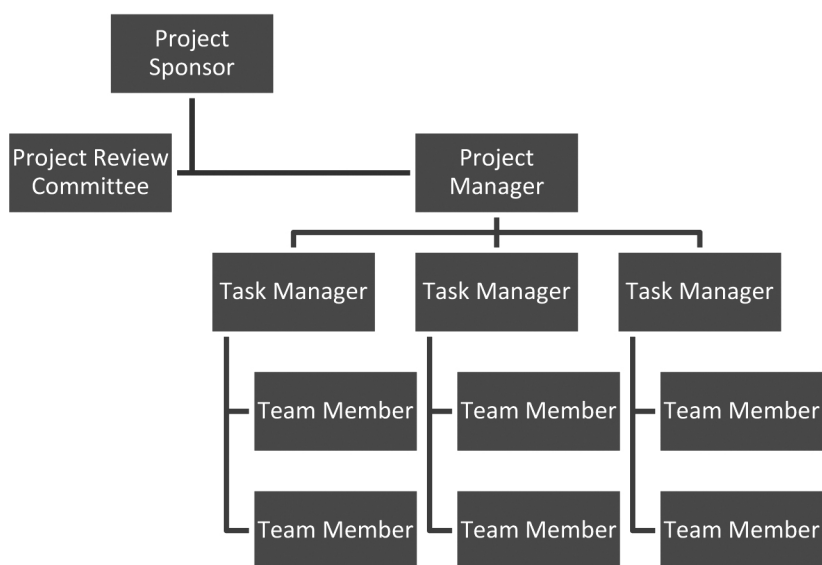 Project
Sponsor
Project Review
Committee
Project
Manager
Task Manager
Task Manager
Task Manager
Team Member
Team Member
Team Member
Team Member
Team Member
Team Member